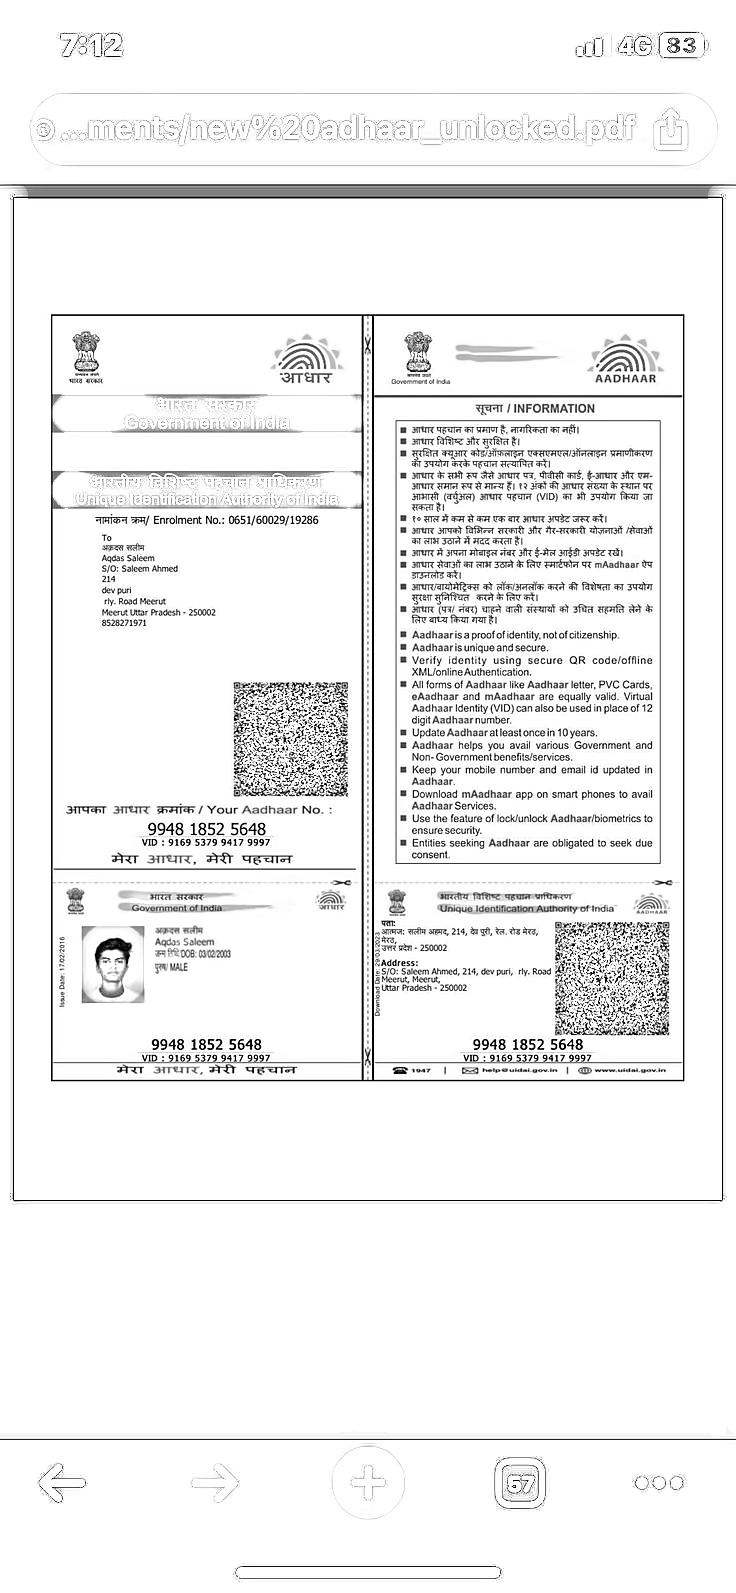 7:12
4G 83
...ments/new%20adhaar_unlocked.pdf
भारत सरकार
आधार
भारत सरकार
Government of India
भारतीय विशिष्ट पहचान प्राधिकरण
Unique Identification Authority of India
नामांकन क्रम/ Enrolment No.: 0651/60029/19286
To
अक़दस सलीम
Aqdas Saleem
S/O: Saleem Ahmed
214
dev puri
rly. Road Meerut
Meerut Uttar Pradesh - 250002
8528271971
आपका आधार क्रमांक / Your Aadhaar No. :
9948 1852 5648
VID : 9169 5379 9417 9997
मेरा आधार, मेरी पहचान
Government of India
AADHAAR
सूचना / INFORMATION
आधार पहचान का प्रमाण है, नागरिकता का नहीं।
आधार विशिष्ट और सुरक्षित है।
सुरक्षित क्यूआर कोड/ऑफ़लाइन एक्सएमएल/ऑनलाइन प्रमाणीकरण
का उपयोग करके पहचान सत्यापित करें।
आधार के सभी रूप जैसे आधार पत्र, पीवीसी कार्ड, ई-आधार और एम-
आधार समान रूप से मान्य हैं। १२ अंकों की आधार संख्या के स्थान पर
आभासी (वर्चुअल) आधार पहचान (VID) का भी उपयोग किया जा
सकता है।
१० साल में कम से कम एक बार आधार अपडेट जरूर करें।
आधार आपको विभिन्न सरकारी और गैर-सरकारी योजनाओं /सेवाओं
का लाभ उठाने में मदद करता है।
आधार में अपना मोबाइल नंबर और ई-मेल आईडी अपडेट रखें।
आधार सेवाओं का लाभ उठाने के लिए स्मार्टफोन पर mAadhaar ऐप
डाउनलोड करें।
आधार/बायोमेट्रिक्स को लॉक/अनलॉक करने की विशेषता का उपयोग
सुरक्षा सुनिश्चित करने के लिए करें।
आधार (पत्र/ नंबर) चाहने वाली संस्थाओं को उचित सहमति लेने के
लिए बाध्य किया गया है।
Aadhaar is a proof of identity, not of citizenship.
Aadhaar is unique and secure.
Verify identity using secure QR code/offline
XML/online Authentication.
All forms of Aadhaar like Aadhaar letter, PVC Cards,
eAadhaar and mAadhaar are equally valid. Virtual
Aadhaar Identity (VID) can also be used in place of 12
digit Aadhaar number.
Update Aadhaar at least once in 10 years.
Aadhaar helps you avail various Government and
Non- Government benefits/services.
Keep your mobile number and email id updated in
Aadhaar.
Download mAadhaar app on smart phones to avail
Aadhaar Services.
Use the feature of lock/unlock Aadhaar/biometrics to
ensure security.
Entities seeking Aadhaar are obligated to seek due
consent.
भारत सरकार
Government of India
आधार
Issue Date: 17/02/2016
अक़दस सलीम
Aqdas Saleem
जन्म तिथि/DOB: 03/02/2003
पुरुष/ MALE
9948 1852 5648
VID : 9169 5379 9417 9997
मेरा आधार, मेरी पहचान
भारतीय विशिष्ट पहचान प्राधिकरण
Unique Identification Authority of India
AADHAAR
पता:
आत्मज: सलीम अहमद, 214, देव पुरी, रेल. रोड मेरठ,
मेरठ,
उत्तर प्रदेश - 250002
Address:
S/O: Saleem Ahmed, 214, dev puri, rly. Road
Meerut, Meerut,
Uttar Pradesh - 250002
9948 1852 5648
VID : 9169 5379 9417 9997
1947 | help@uidai.gov.in | www.uidai.gov.in
67